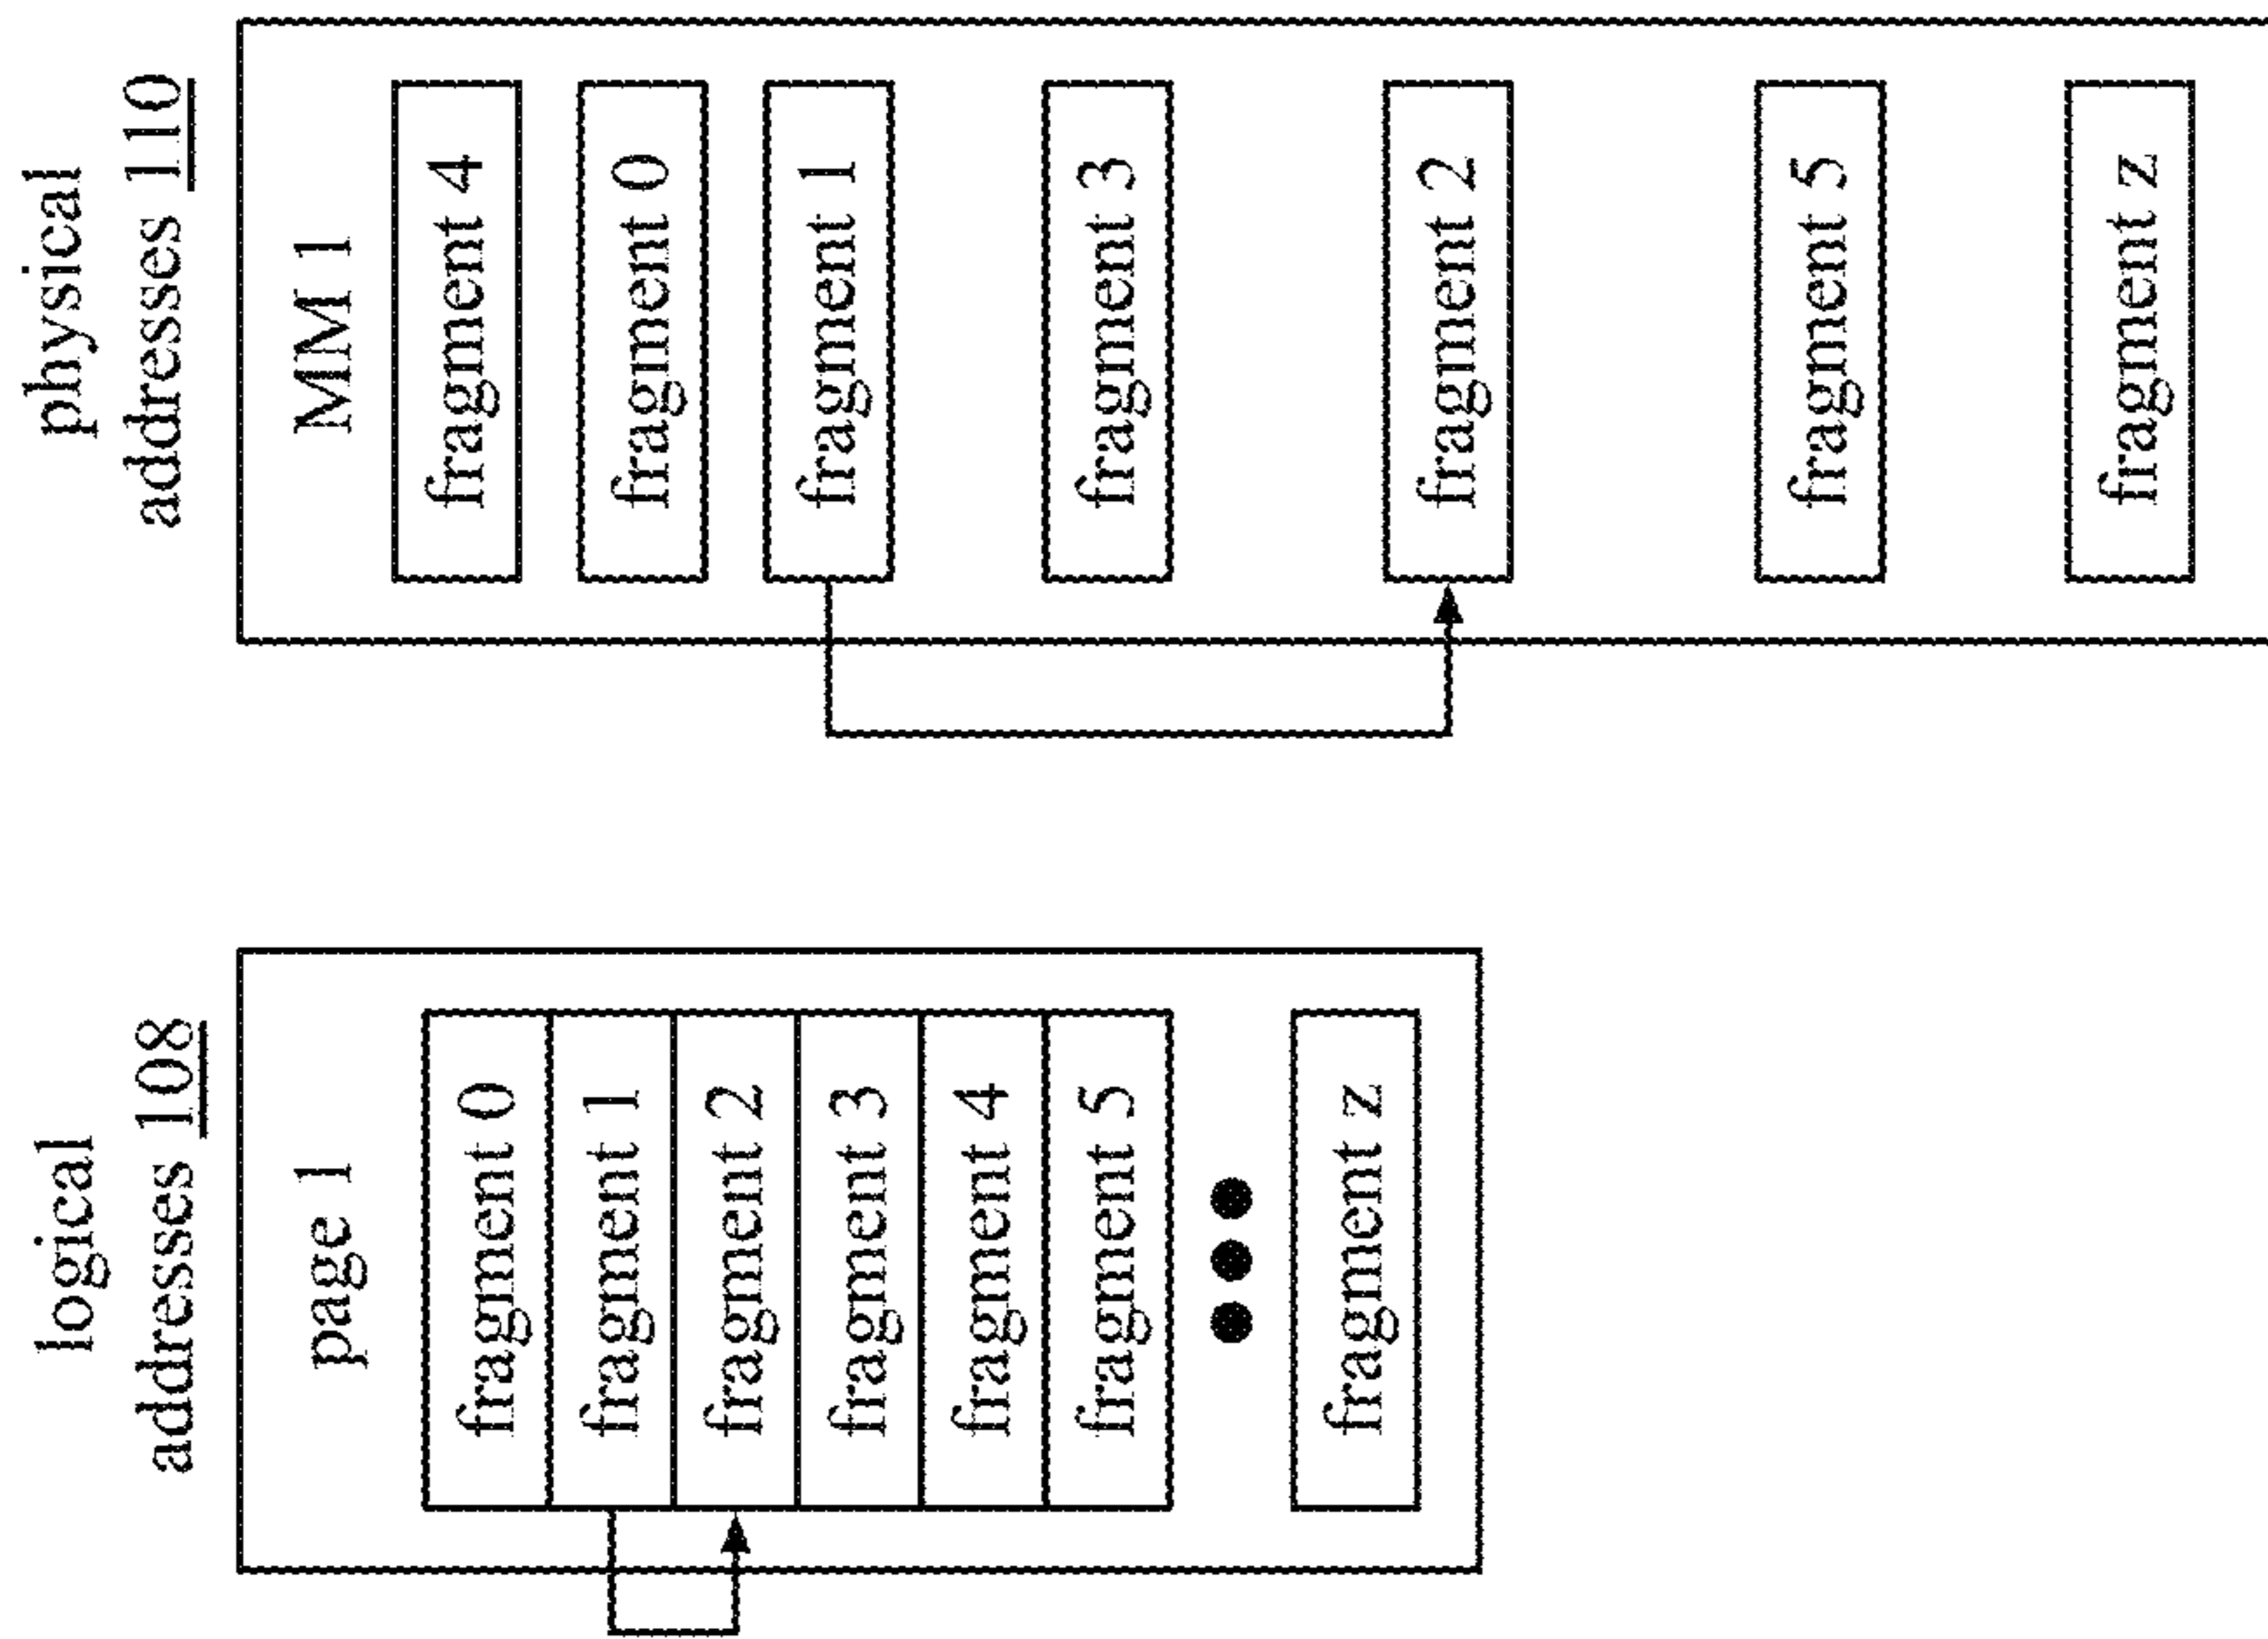 logical
addresses 108
page 1
fragment 0
fragment 1
fragment 2
fragment 3
fragment 4
fragment 5
fragment z
physical
addresses 110
MM 1
fragment 4
fragment 0
fragment 1
fragment 3
fragment 2
fragment 5
fragment z